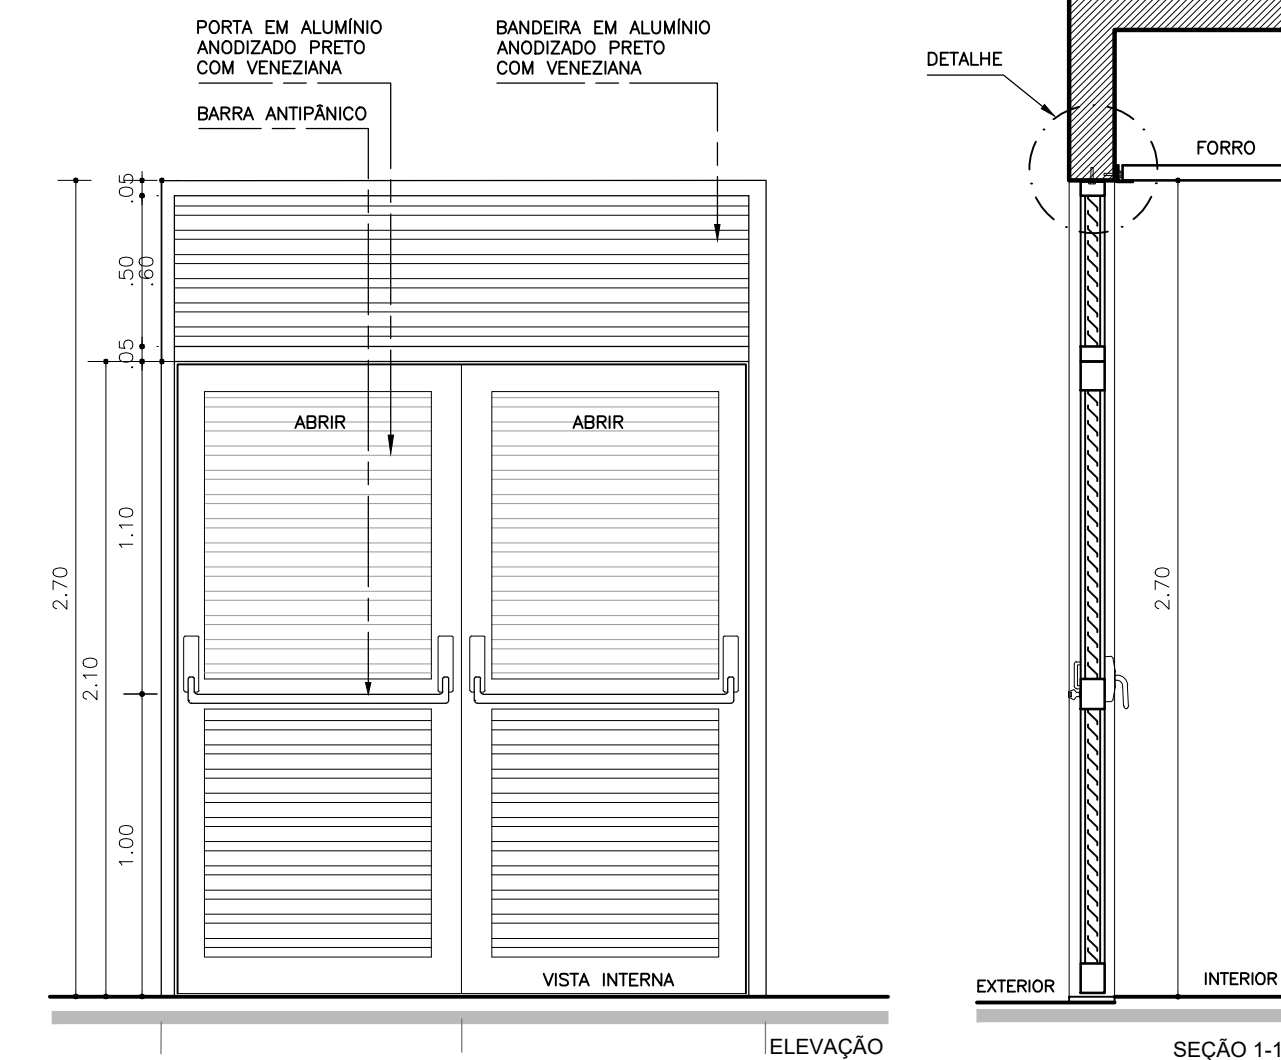 PORTA EM ALUMÍNIO
ANODIZADO PRETO
COM VENEZIANA
BARRA ANTIPÂNICO
BANDEIRA EM ALUMÍNIO
ANODIZADO PRETO
COM VENEZIANA
DETALHE
FORRO
.05
.50
.60
.05
ABRIR
ABRIR
1.10
2.70
2.10
1.00
2.70
VISTA INTERNA
EXTERIOR
INTERIOR
ELEVAÇÃO
SEÇÃO 1-1